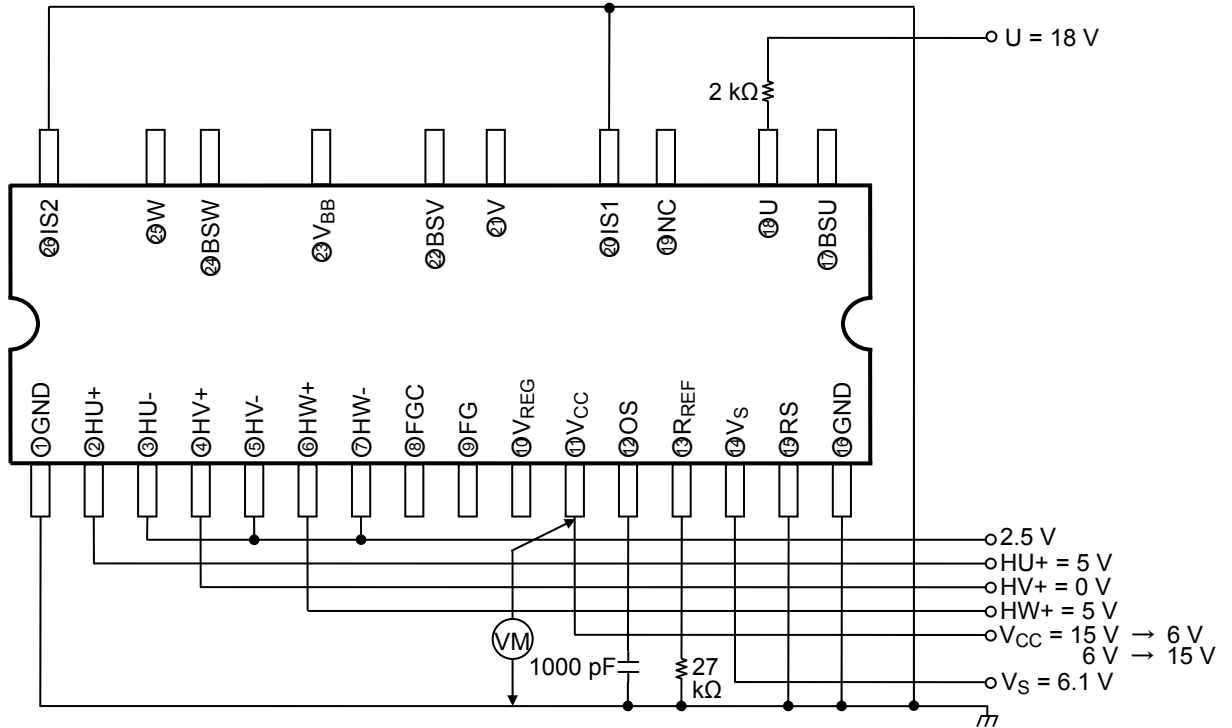 U = 18 V
2 kΩ
㉖IS2
㉕W
㉔BSW
㉓VBB
㉒BSV
㉑V
⑳IS1
⑲NC
⑱U
⑰BSU
①GND
②HU+
③HU-
④HV+
⑤HV-
⑥HW+
⑦HW-
⑧FGC
⑨FG
⑩VREG
⑪VCC
⑫OS
⑬RREF
⑭VS
⑮RS
⑯GND
2.5 V
HU+ = 5 V
HV+ = 0 V
HW+ = 5 V
VM
VCC = 15 V → 6 V
6 V → 15 V
1000 pF
27
kΩ
VS = 6.1 V